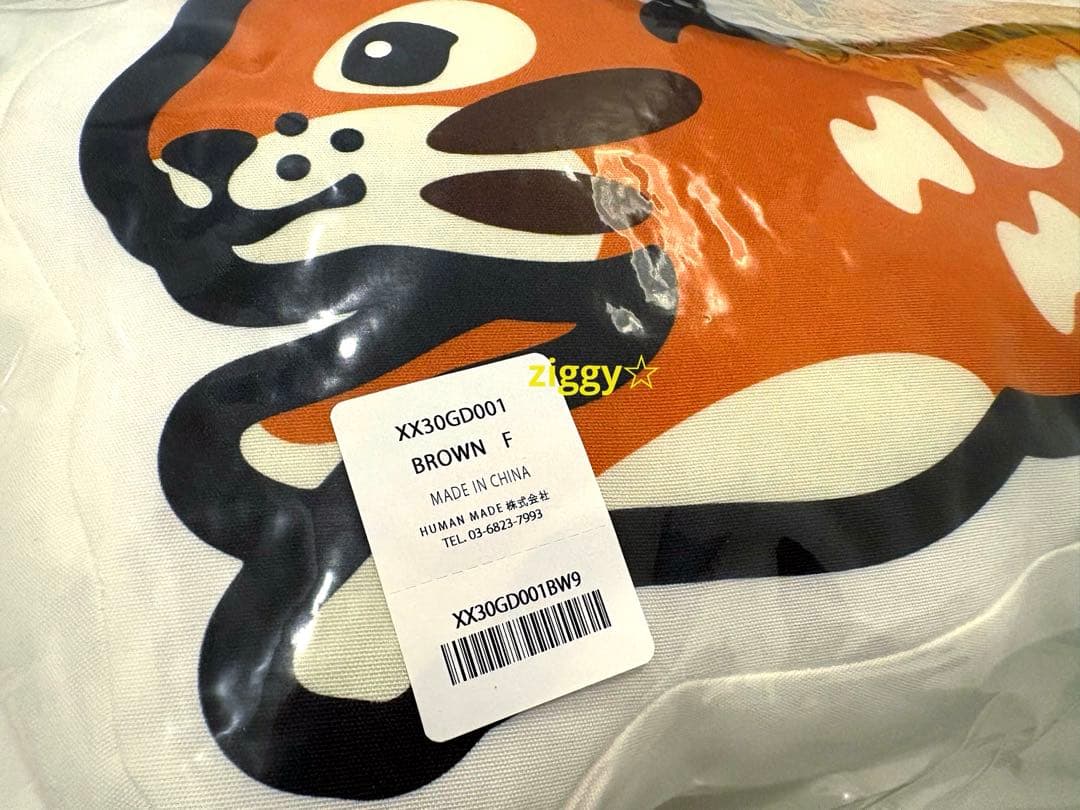 ziggy☆
XX30GD001
BROWN F
MADE IN CHINA
HUMAN MADE 株式会社
TEL. 03-6823-7993
XX30GD001BW9